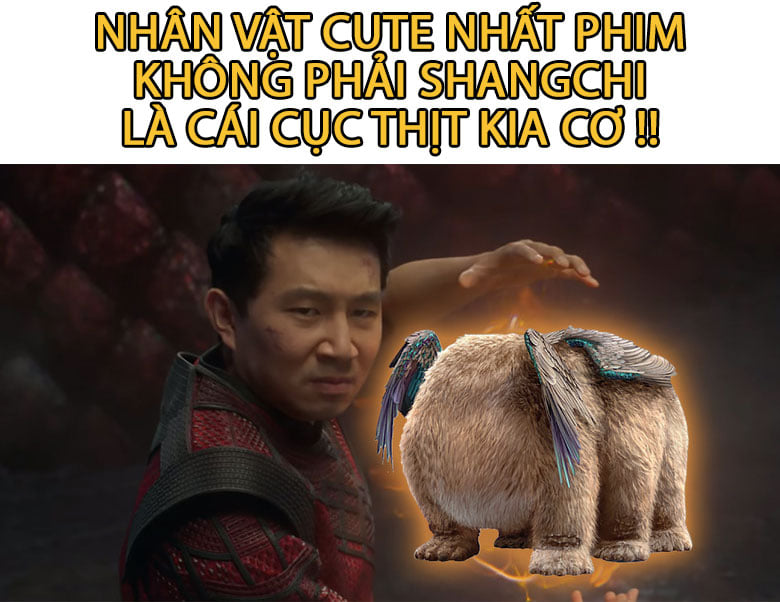 NHÂN VẬT CUTE NHẤT PHIM
KHÔNG PHẢI SHANGCHI
LÀ CÁI CỤC THỊT KIA CƠ !!